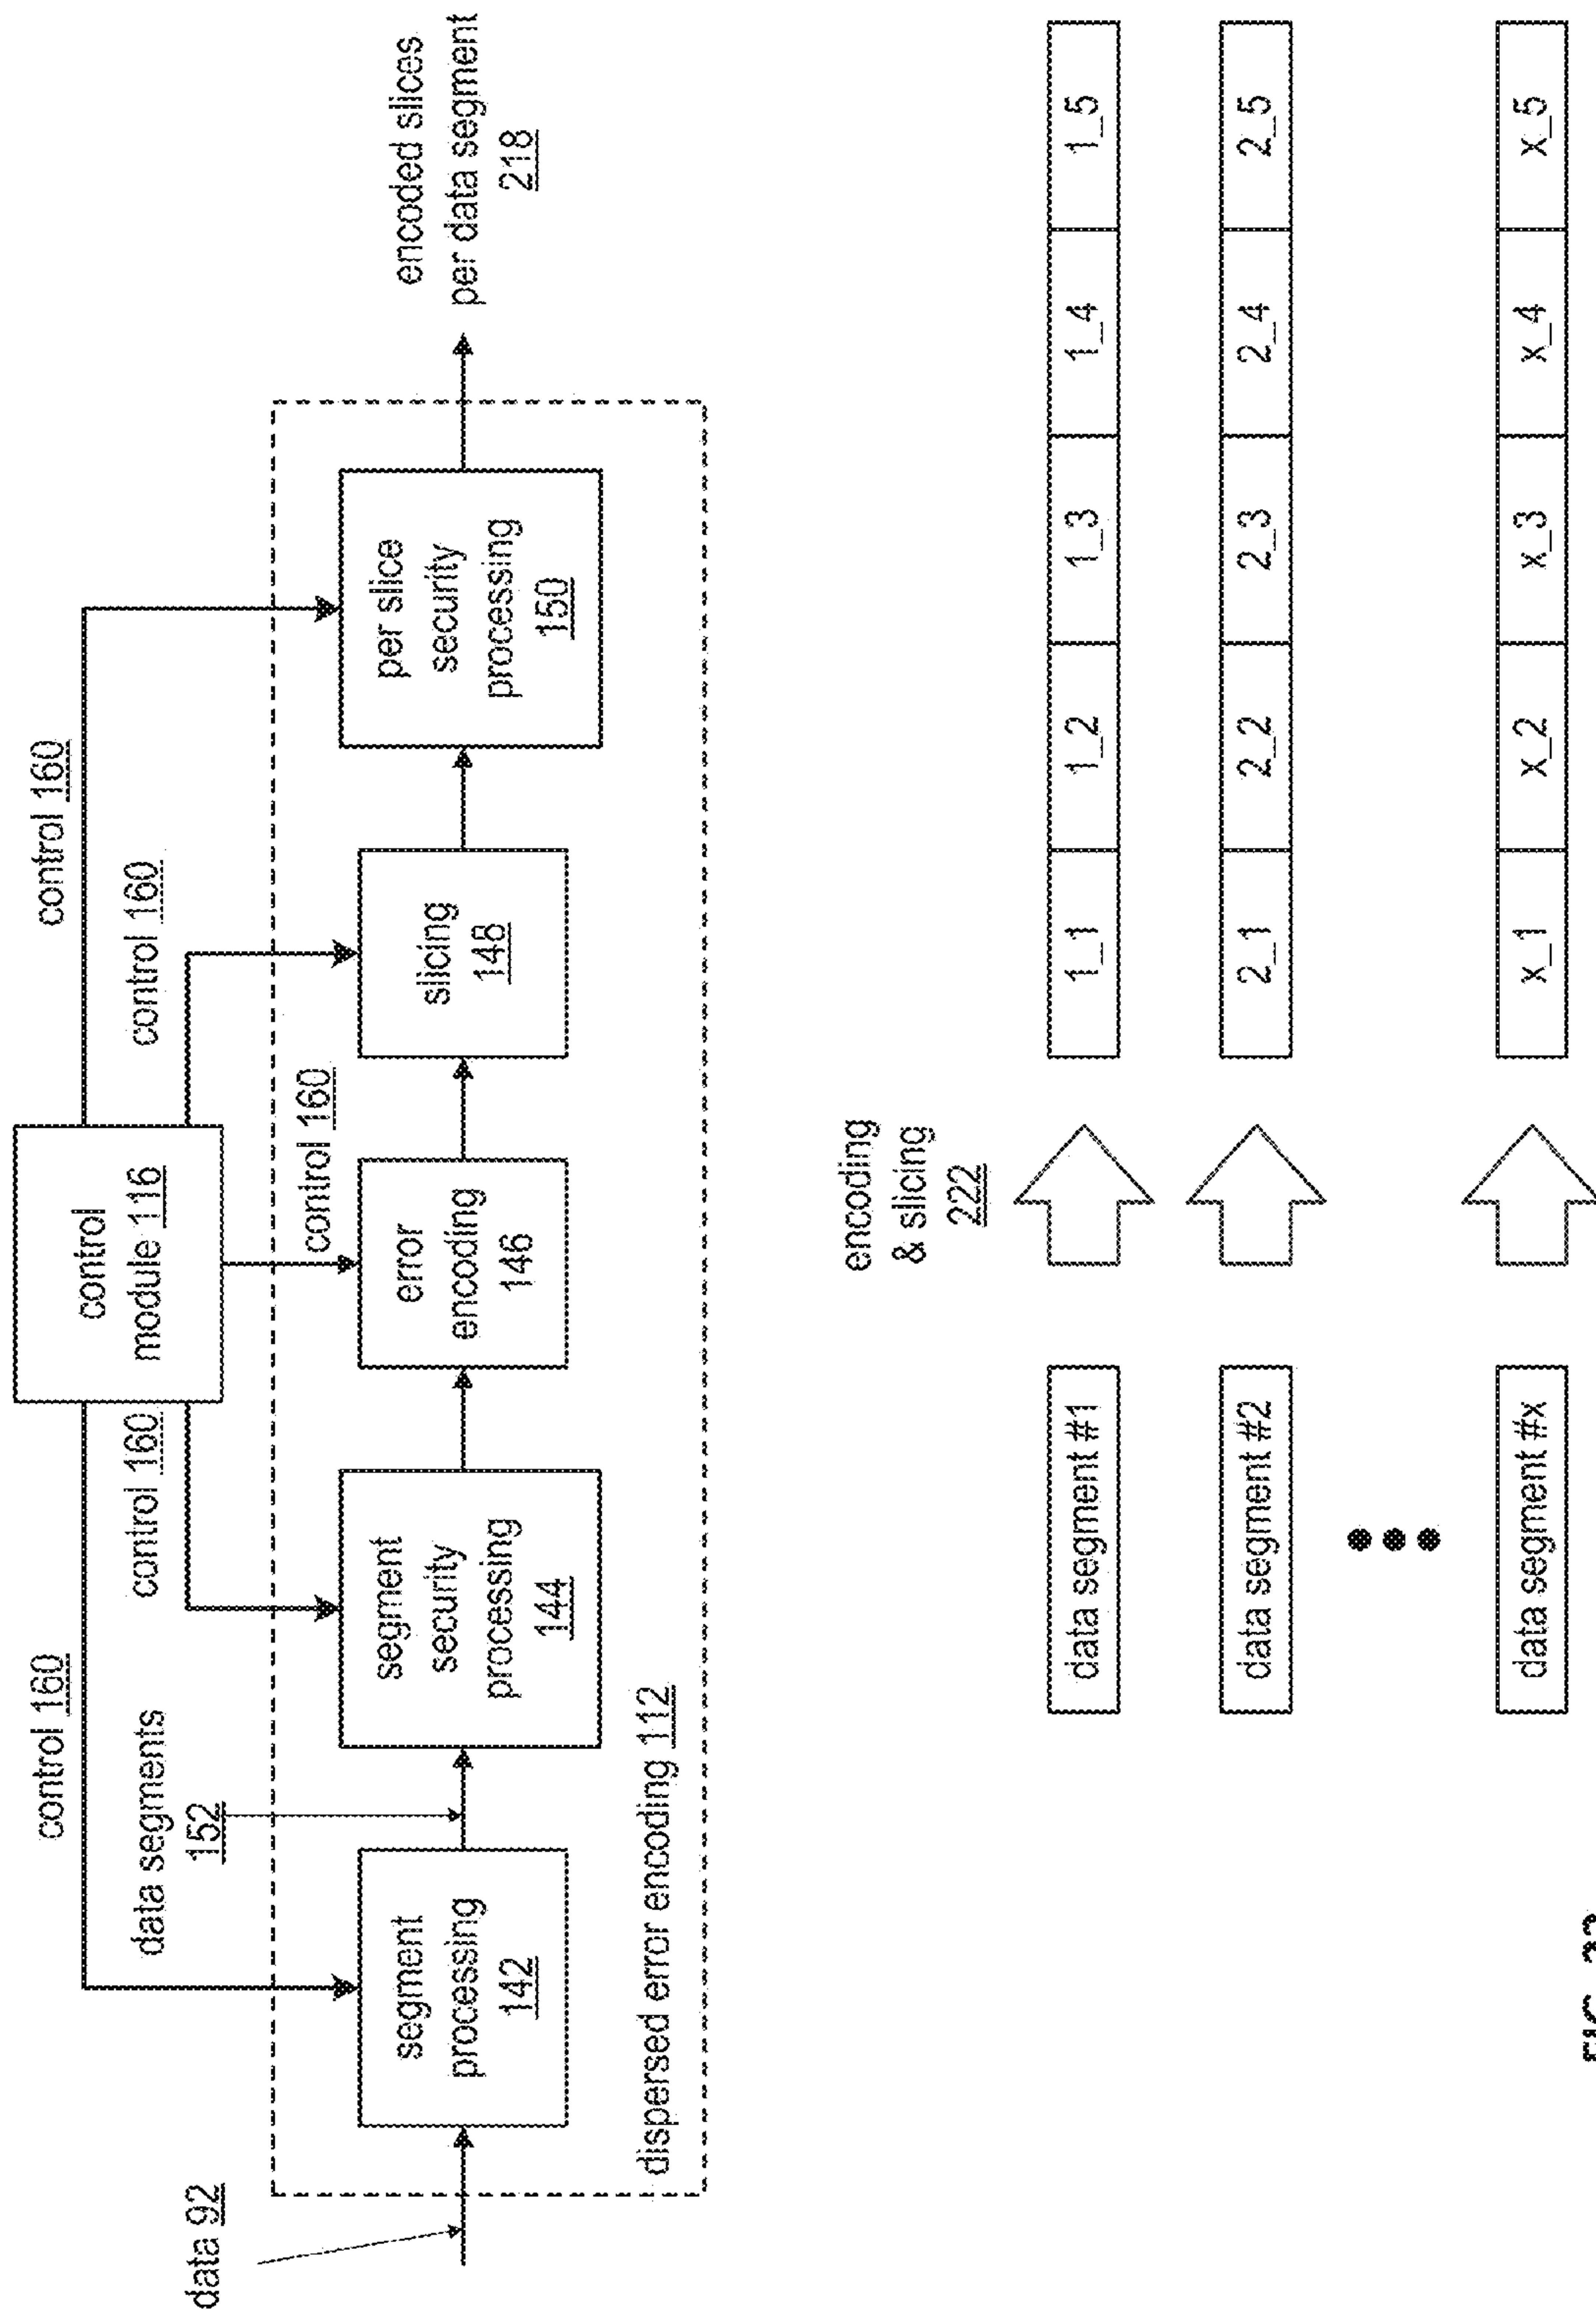 control
module 116
control 160
control 160
control 160
control 160
control 160
data segments
152
data 92
segment
processing
142
segment
security
processing
144
error
encoding
146
slicing
148
per slice
security
processing
150
encoded slices
per data segment
218
dispersed error encoding 112
encoding
& slicing
222
data segment #1
1_1
1_2
1_3
1_4
1_5
data segment #2
2_1
2_2
2_3
2_4
2_5
data segment #x
x_1
x_2
x_3
x_4
x_5